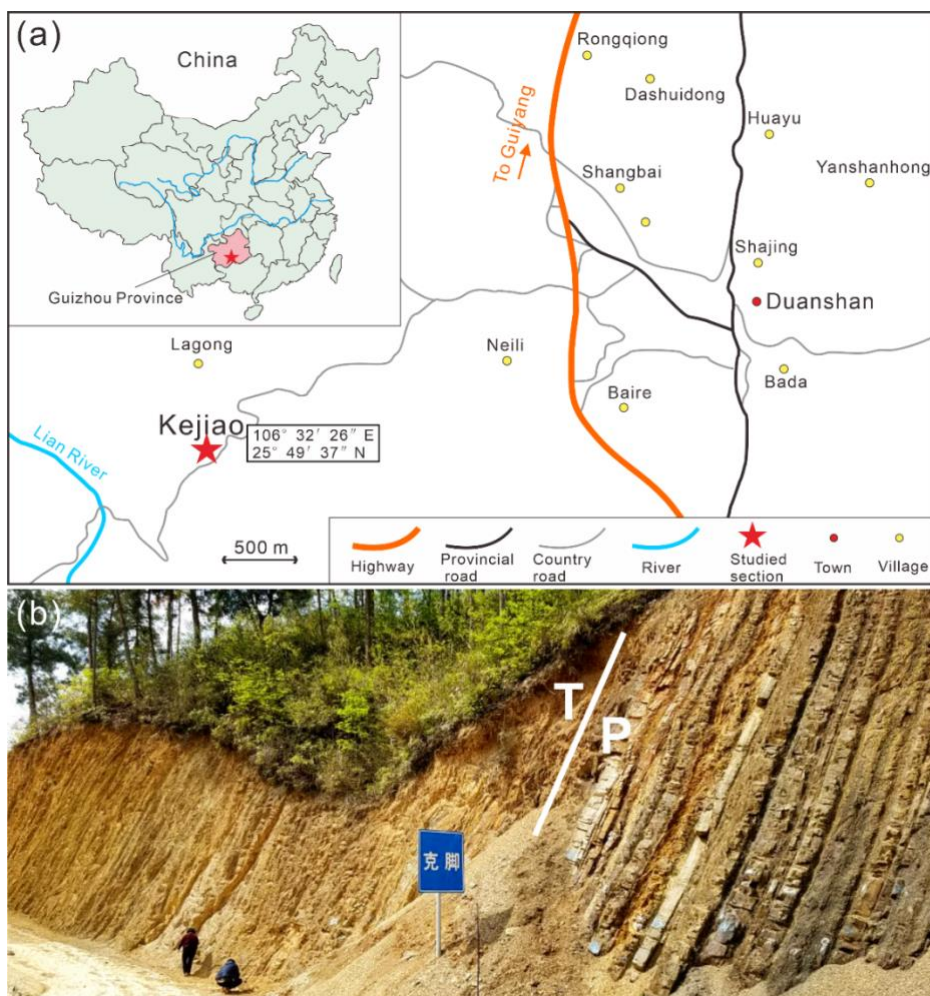 (a)
China
Guizhou Province
Rongqiong
Dashuidong
Huayu
To Guiyang
Shangbai
Yanshanhong
Shajing
Duanshan
Lagong
Neili
Bada
Baire
Kejiao
106° 32′ 26″ E
25° 49′ 37″ N
Lian River
500 m
Highway
Provincial road
Country road
River
Studied section
Town
Village
(b)
T
P
克脚